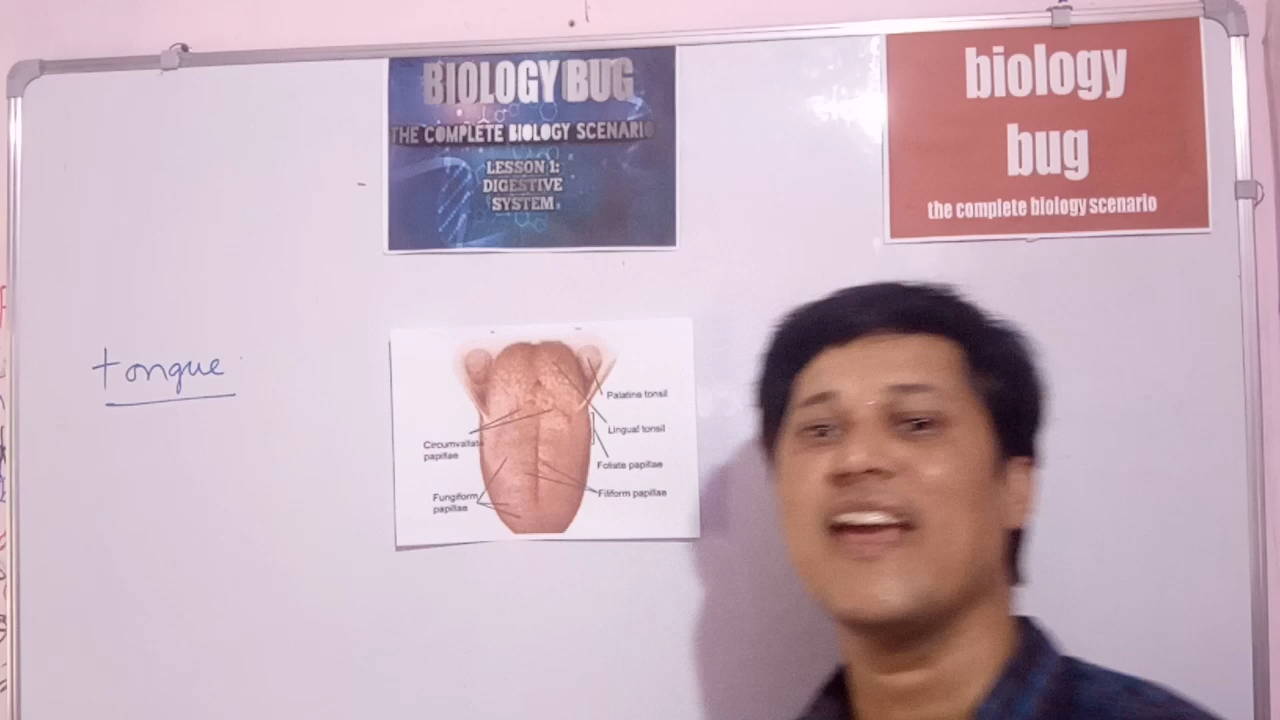 BIOLOGY BUG
THE COMPLETE BIOLOGY SCENARIO
LESSON 1:
DIGESTIVE
SYSTEM.
biology
bug
the complete biology scenario
tongue
Palatine tonsil
Lingual tonsil
Circumvallate
papillae
Foliate papillae
Fungiform
papillae
Filiform papillae